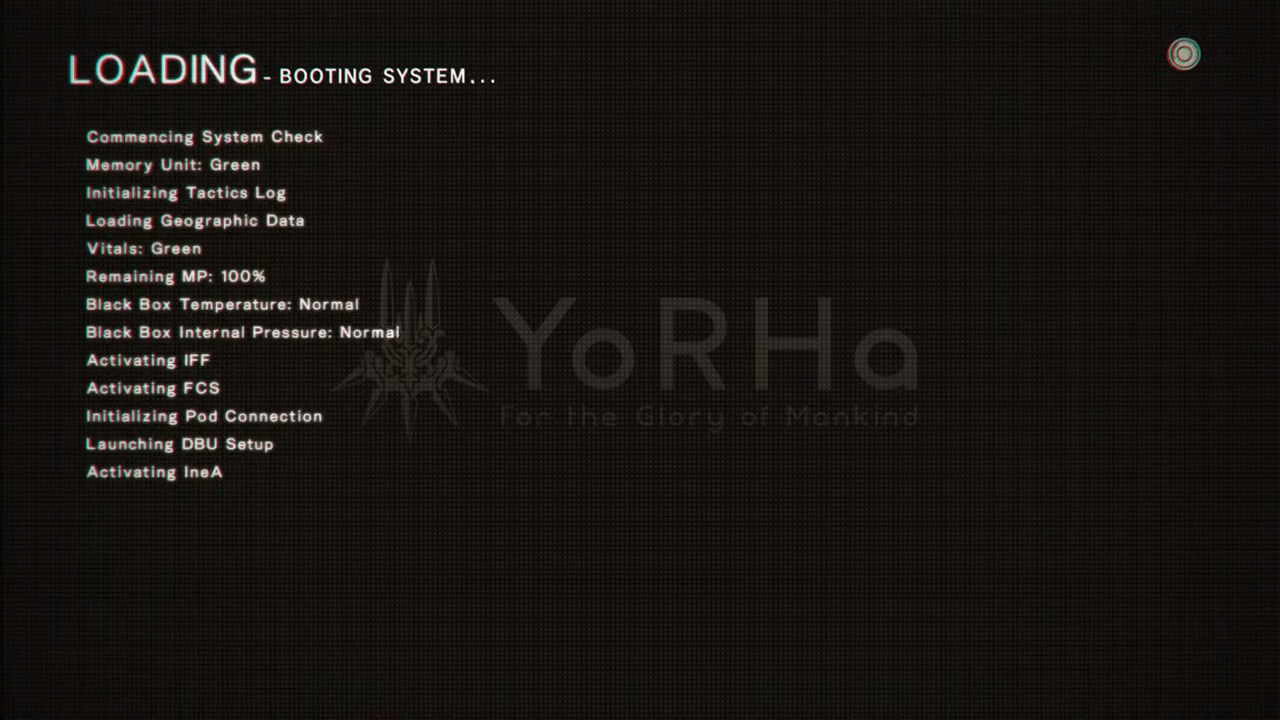 LOADING - BOOTING SYSTEM...
Commencing System Check
Memory Unit: Green
Initializing Tactics Log
Loading Geographic Data
Vitals: Green
Remaining MP: 100%
Black Box Temperature: Normal
Black Box Internal Pressure: Normal
Activating IFF
Activating FCS
Initializing Pod Connection
Launching DBU Setup
Activating IneA
YoRHa
For the Glory of Mankind